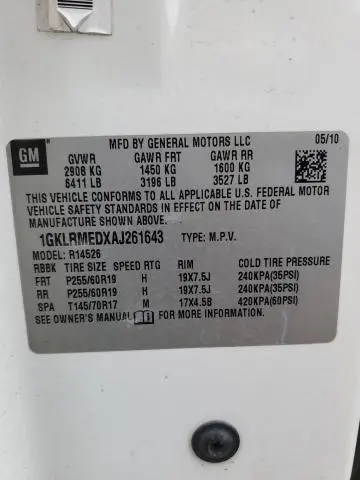 GM
MFD BY GENERAL MOTORS LLC 05/10
GVWR GAWR FRT GAWR RR
2908 KG 1450 KG 1600 KG
6411 LB 3196 LB 3527 LB
THIS VEHICLE CONFORMS TO ALL APPLICABLE U.S. FEDERAL MOTOR
VEHICLE SAFETY STANDARDS IN EFFECT ON THE DATE OF
MANUFACTURE SHOWN ABOVE.
1GKLRMEDXAJ261643 TYPE: M.P.V.
MODEL: R14526
RBBK TIRE SIZE SPEED RTG RIM COLD TIRE PRESSURE
FRT P255/60R19 H 19X7.5J 240KPA(35PSI)
RR P255/60R19 H 19X7.5J 240KPA(35PSI)
SPA T145/70R17 M 17X4.5B 420KPA(60PSI)
SEE OWNER'S MANUAL FOR MORE INFORMATION.